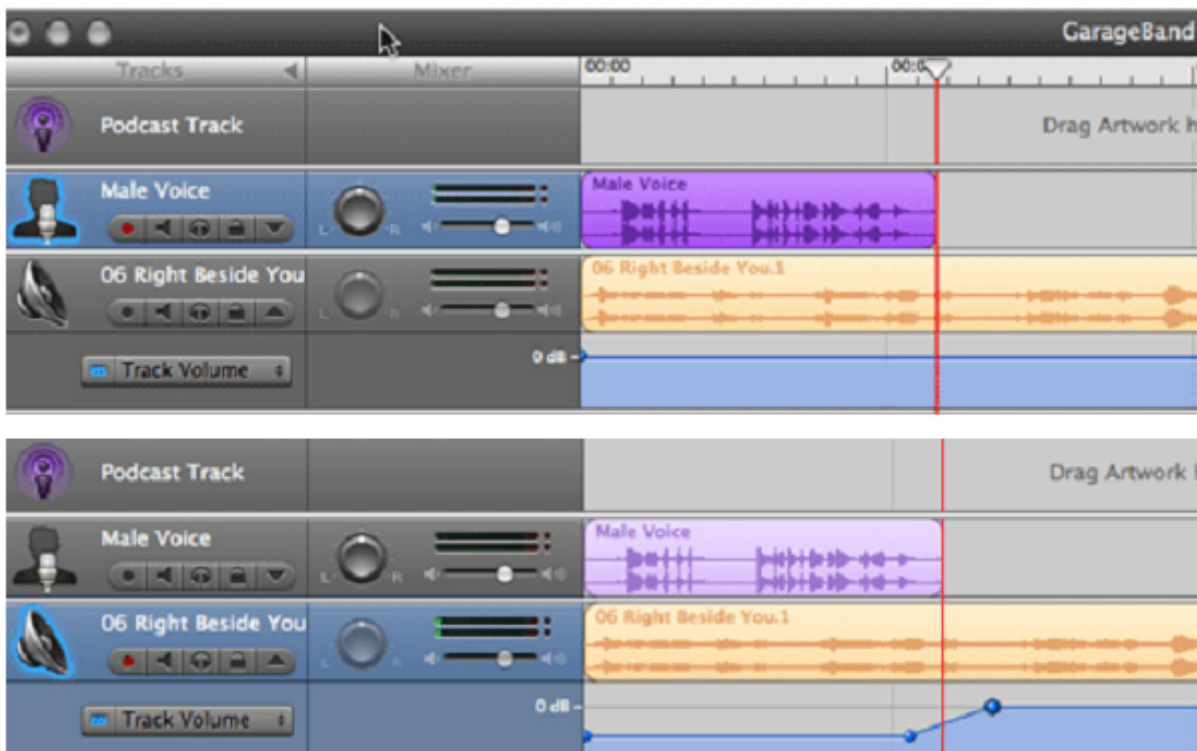 GarageBand
Tracks Mixer 00:00
Podcast Track Drag Artwork
Male Voice Male Voice
L R
06 Right Beside You 06 Right Beside You.1
L R
Track Volume 0 dB
Podcast Track Drag Artwork
Male Voice Male Voice
L R
06 Right Beside You 06 Right Beside You.1
L R
Track Volume 0 dB